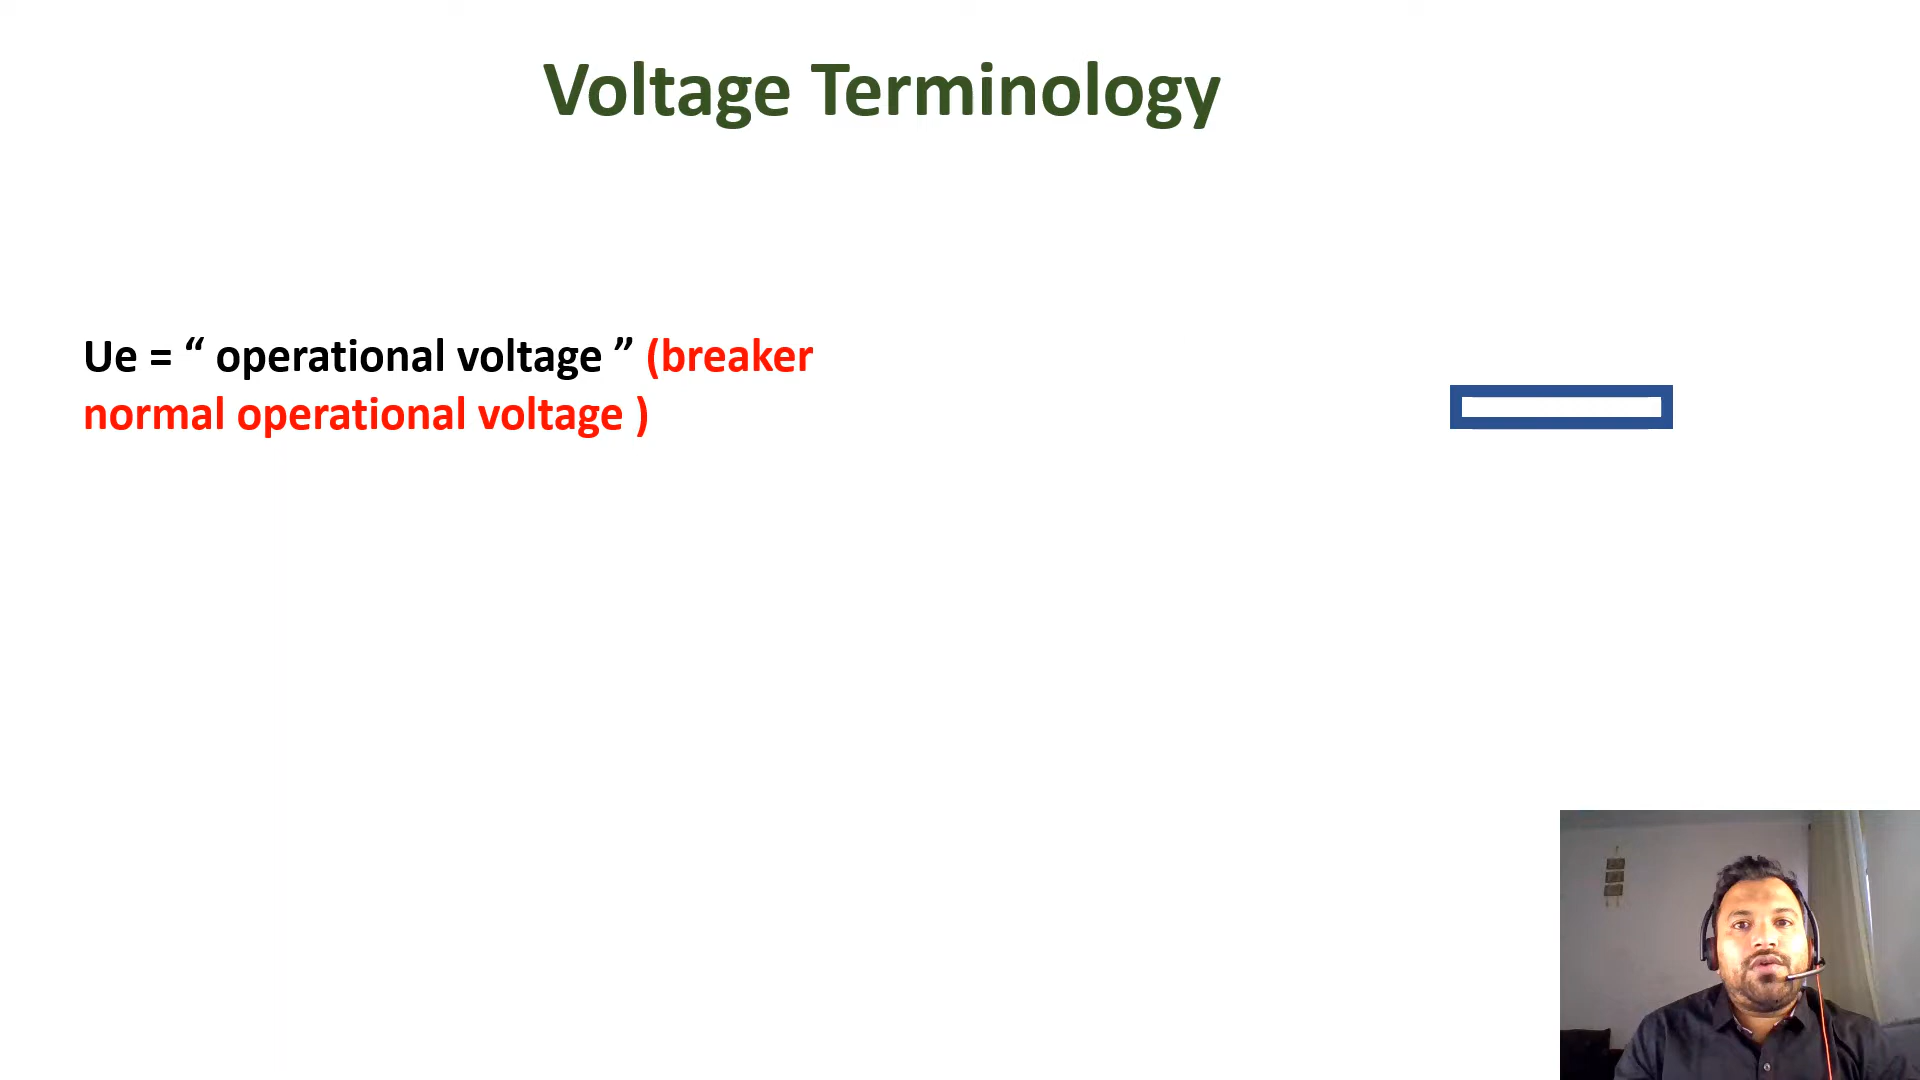 Voltage Terminology
Ue = “ operational voltage ” (breaker
normal operational voltage )